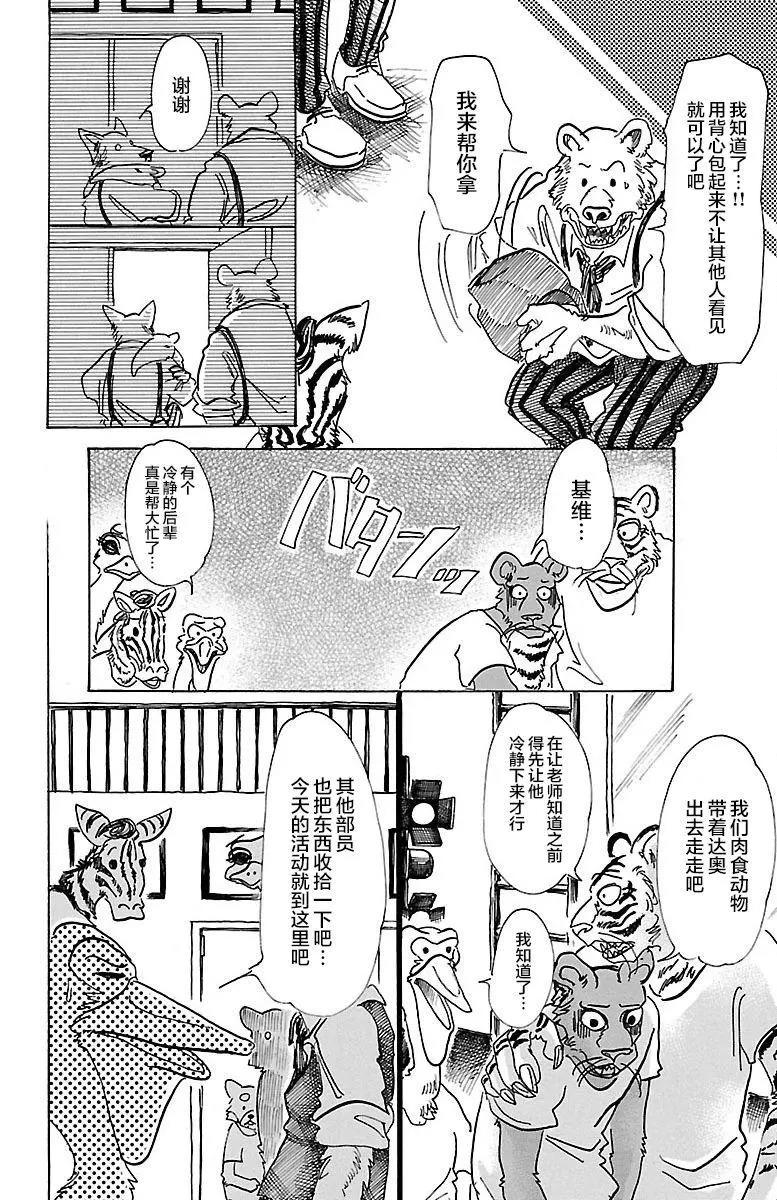 我知道了…!!
用背心包起来不让其他人看见
就可以了吧
我来帮你拿
谢谢
基维…
バタンッ
有个
冷静的后辈
真是帮大忙了…
我们肉食动物
带着达奥
出去走走吧
在让老师知道之前
得先让他
冷静下来才行
我知道了…
其他部员
也把东西收拾一下吧…
今天的活动就到这里吧